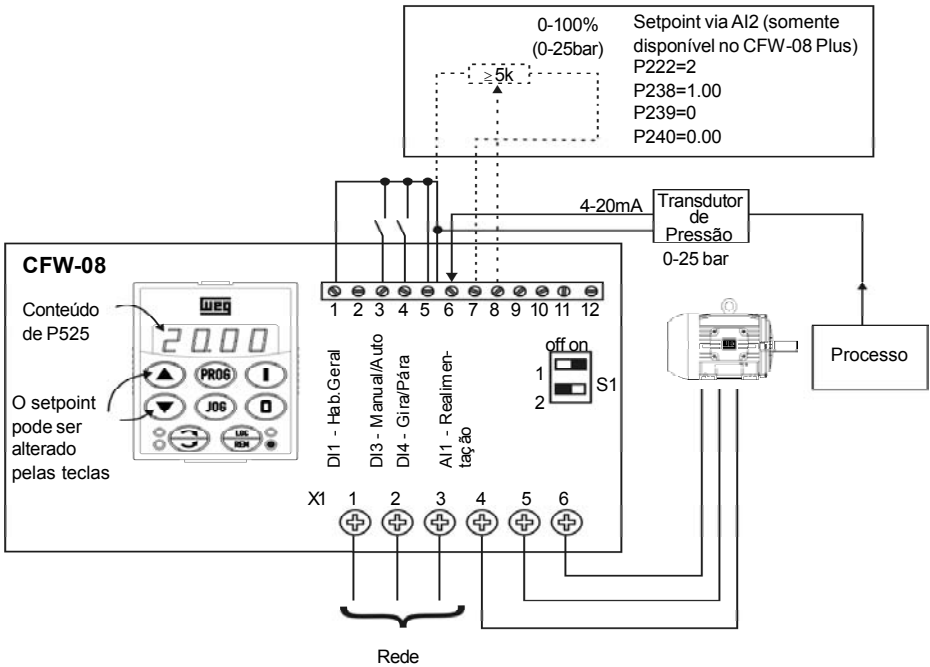 0-100%
(0-25bar)
≥5k
Setpoint via AI2 (somente
disponível no CFW-08 Plus)
P222=2
P238=1.00
P239=0
P240=0.00
4-20mA
Transdutor
de
Pressão
0-25 bar
CFW-08
Conteúdo
de P525
weg
20.00
PROG
I
JOG
0
LOC
REM
O setpoint
pode ser
alterado
pelas teclas
1 2 3 4 5 6 7 8 9 10 11 12
DI1 - Hab.Geral
DI3 - Manual/Auto
DI4 - Gira/Pára
AI1 - Realimen-
tação
off on
1
2
S1
Processo
X1 1 2 3 4 5 6
Rede